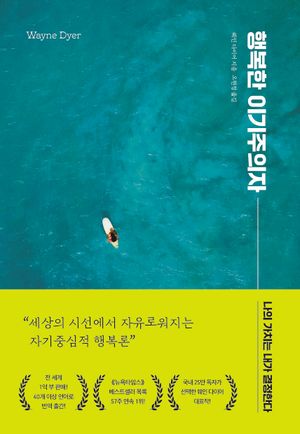 Wayne Dyer
행복한 이기주의자
웨인 다이어 지음 오현정 옮김
나의 가치는 내가 결정한다
“세상의 시선에서 자유로워지는
자기중심적 행복론”
전 세계
1억 부 판매!
40개 이상 언어로
번역 출간!
《뉴욕타임스》
베스트셀러 목록
57주 연속 1위!
국내 25만 독자가
선택한 웨인 다이어
대표작!